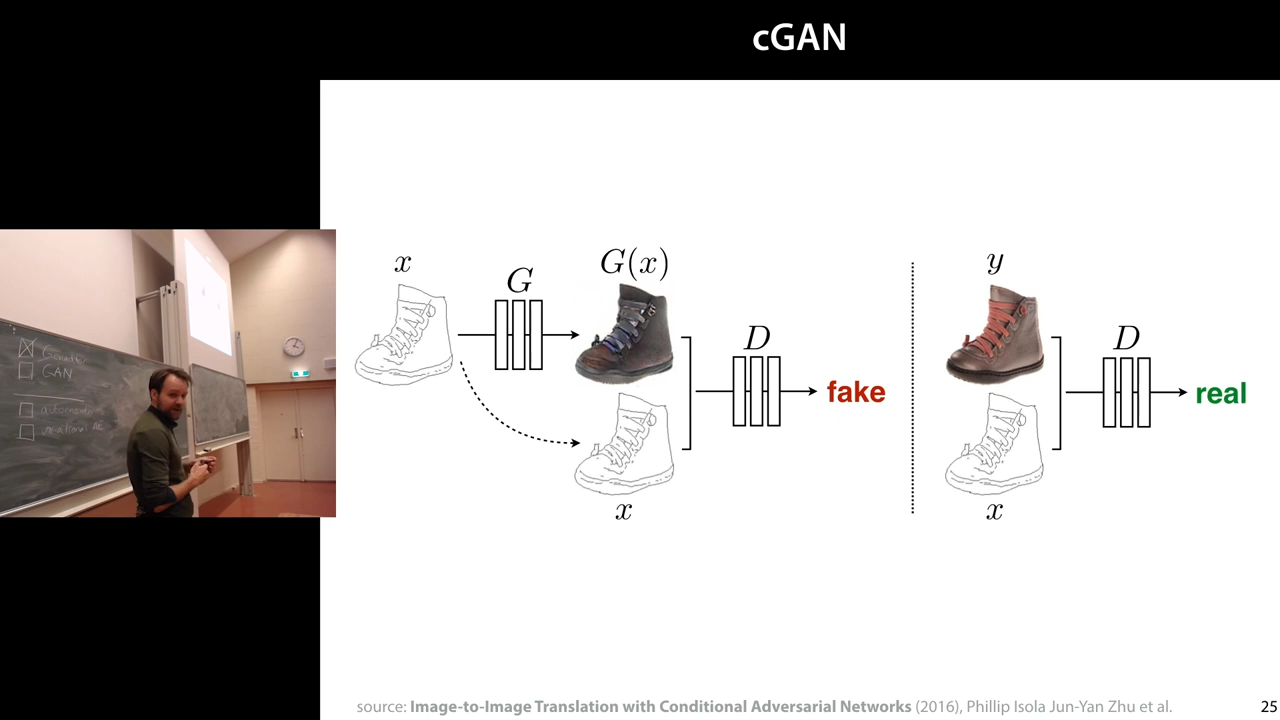 cGAN
x
G
G(x)
D
fake
x
y
D
real
x
GAN
source: Image-to-Image Translation with Conditional Adversarial Networks (2016), Phillip Isola Jun-Yan Zhu et al.
25